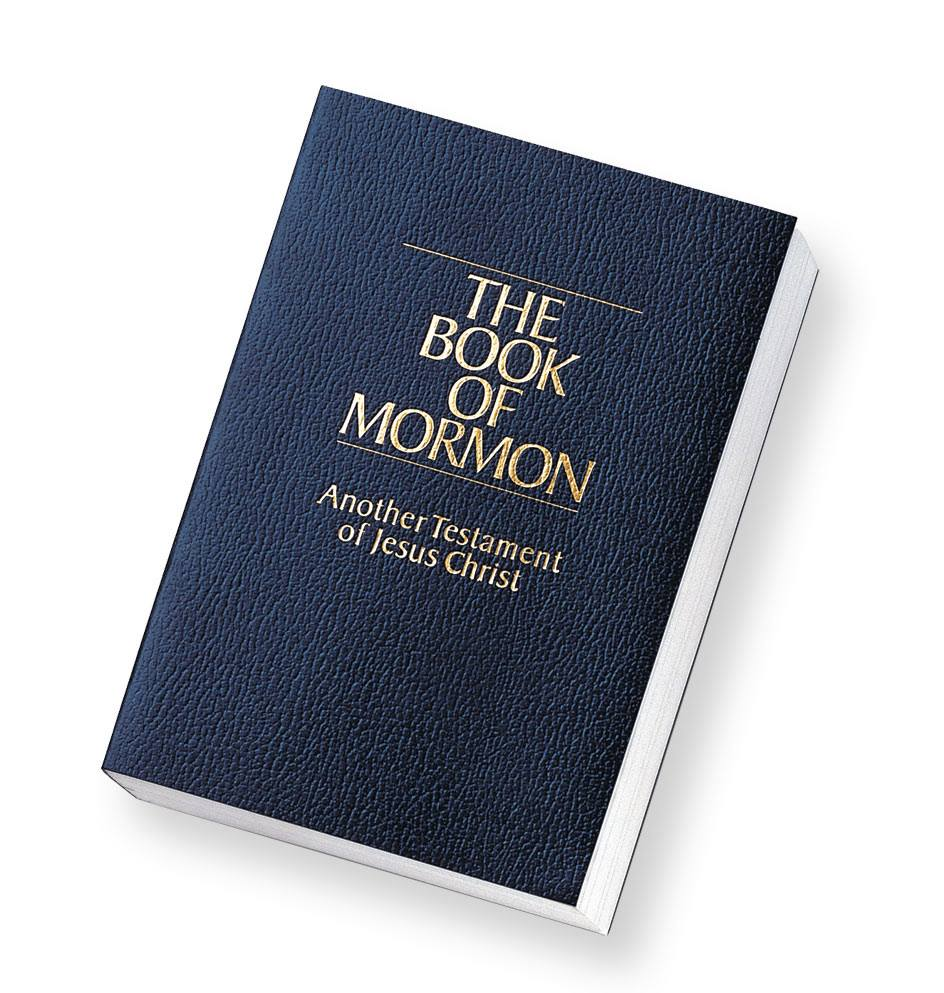 THE
BOOK
OF
MORMON
Another Testament
of Jesus Christ